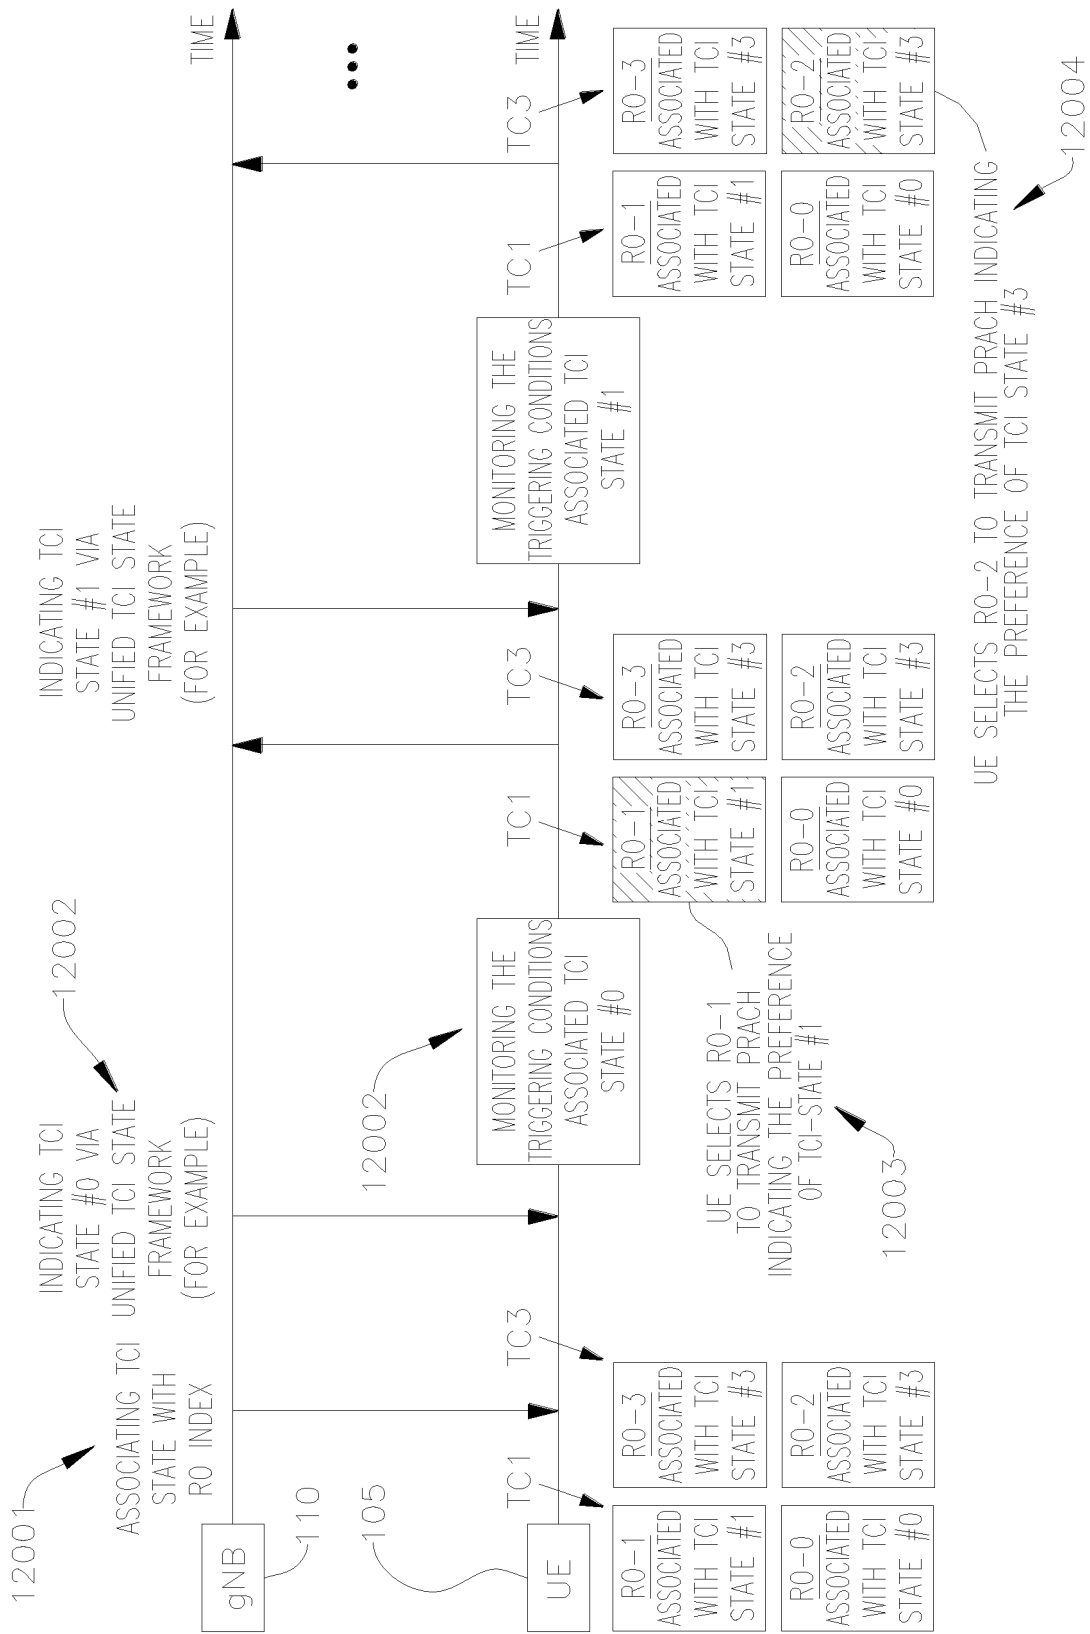 12001
ASSOCIATING TCI
STATE WITH
RO INDEX
INDICATING TCI
STATE #0 VIA
UNIFIED TCI STATE
FRAMEWORK
(FOR EXAMPLE)
12002
INDICATING TCI
STATE #1 VIA
UNIFIED TCI STATE
FRAMEWORK
(FOR EXAMPLE)
gNB
110
TIME
105
UE
TC1
TC3
12002
MONITORING THE
TRIGGERING CONDITIONS
ASSOCIATED TCI
STATE #0
TC1
TC3
MONITORING THE
TRIGGERING CONDITIONS
ASSOCIATED TCI
STATE #1
TC1
TC3
TIME
RO-1
ASSOCIATED
WITH TCI
STATE #1
RO-3
ASSOCIATED
WITH TCI
STATE #3
RO-0
ASSOCIATED
WITH TCI
STATE #0
RO-2
ASSOCIATED
WITH TCI
STATE #3
UE SELECTS RO-1
TO TRANSMIT PRACH
INDICATING THE PREFERENCE
OF TCI-STATE #1
12003
RO-1
ASSOCIATED
WITH TCI
STATE #1
RO-3
ASSOCIATED
WITH TCI
STATE #3
RO-0
ASSOCIATED
WITH TCI
STATE #0
RO-2
ASSOCIATED
WITH TCI
STATE #3
RO-1
ASSOCIATED
WITH TCI
STATE #1
RO-3
ASSOCIATED
WITH TCI
STATE #3
RO-0
ASSOCIATED
WITH TCI
STATE #0
RO-2
ASSOCIATED
WITH TCI
STATE #3
UE SELECTS RO-2 TO TRANSMIT PRACH INDICATING
THE PREFERENCE OF TCI STATE #3
12004